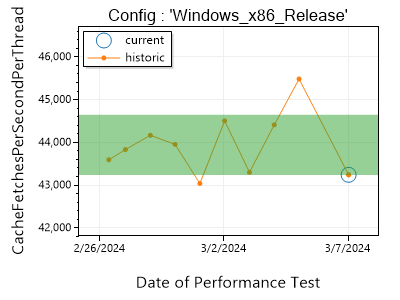 Config : 'Windows_x86_Release'
current
historic
CacheFetchesPerSecondPerThread
46,000
45,000
44,000
43,000
42,000
2/26/2024
3/2/2024
3/7/2024
Date of Performance Test